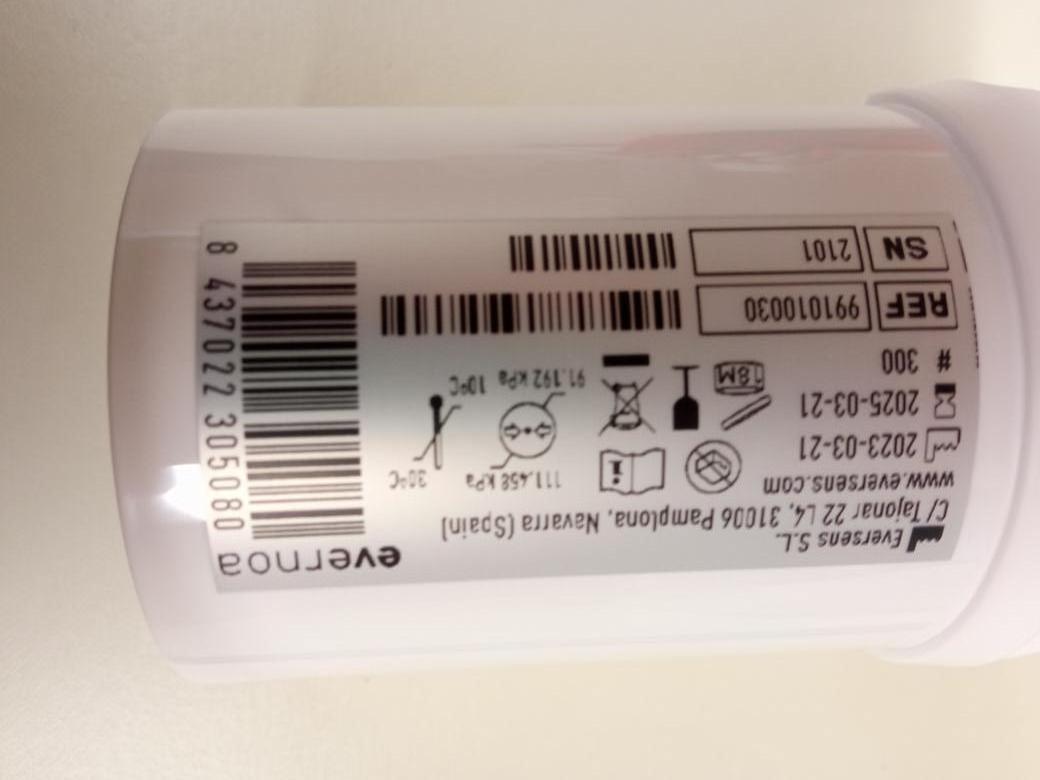 evernoa
Eversens S.L.
C/ Tajonar 22 L4, 31006 Pamplona, Navarra (Spain)
www.eversens.com
2023-03-21
2025-03-21
# 300
18M
111.458 kPa
91.192 kPa
30ºC
10ºC
REF 991010030
SN 2101
8 437022 305080